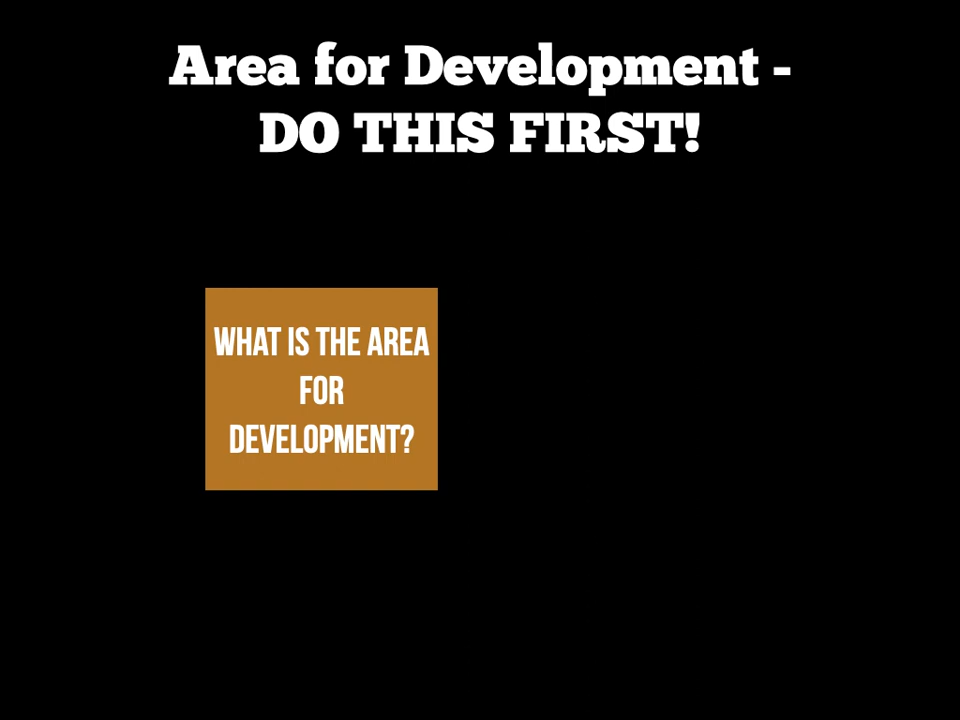 Area for Development -
DO THIS FIRST!
WHAT IS THE AREA
FOR
DEVELOPMENT?